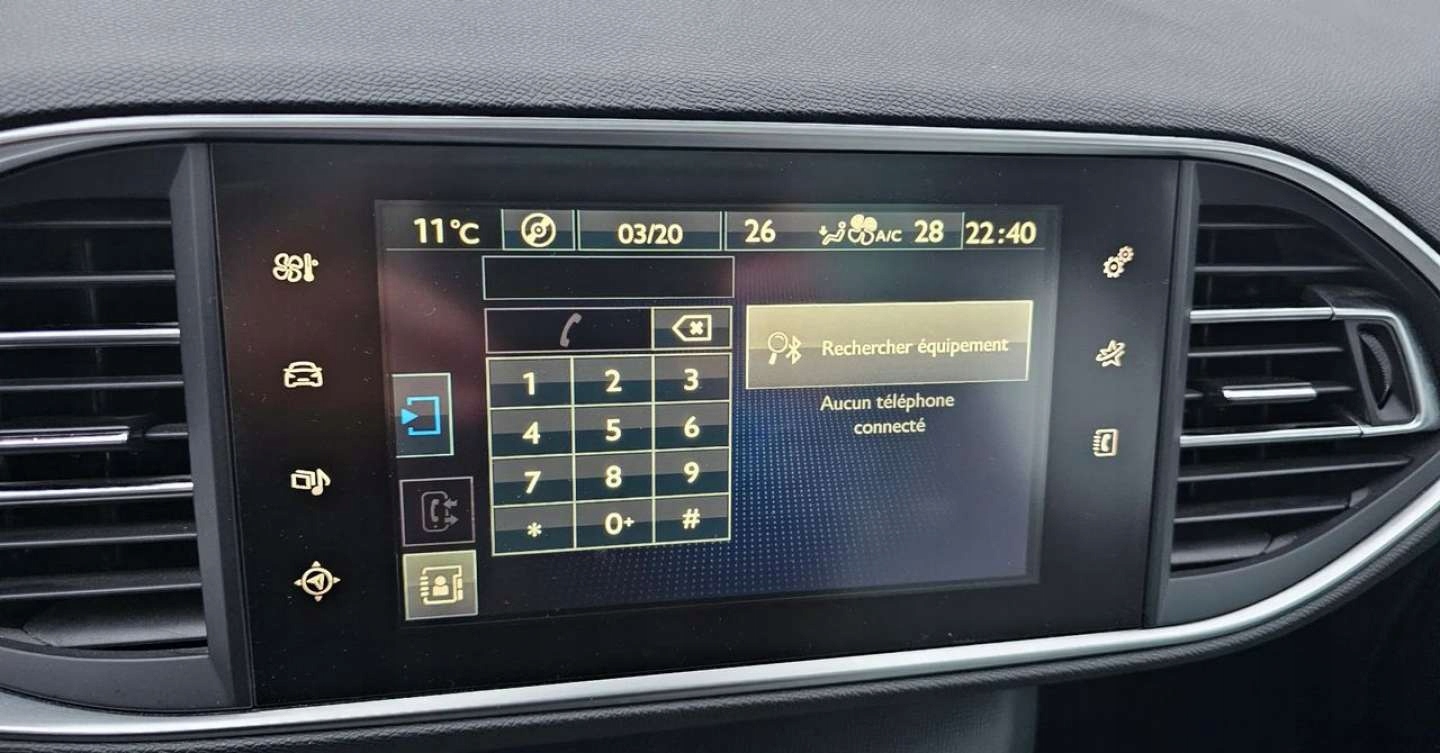 11°C 03/20 26 A/C 28 22:40
Rechercher équipement
Aucun téléphone
connecté
1 2 3
4 5 6
7 8 9
* 0+ #